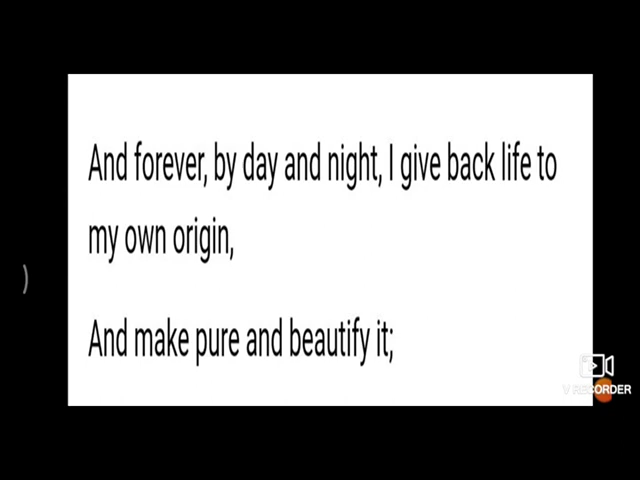 And forever, by day and night, I give back life to
my own origin,
And make pure and beautify it;
V RECORDER